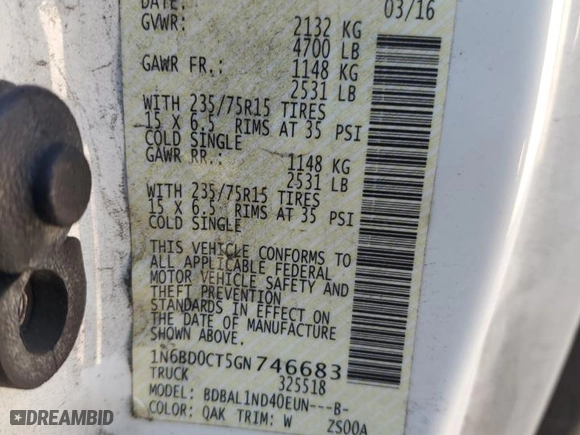 DATE: 03/16
GVWR: 2132 KG
4700 LB
GAWR FR.: 1148 KG
2531 LB
WITH 235/75R15 TIRES
15 X 6.5 RIMS AT 35 PSI
COLD SINGLE
GAWR RR.: 1148 KG
2531 LB
WITH 235/75R15 TIRES
15 X 6.5 RIMS AT 35 PSI
COLD SINGLE
THIS VEHICLE CONFORMS TO
ALL APPLICABLE FEDERAL
MOTOR VEHICLE SAFETY AND
THEFT PREVENTION
STANDARDS IN EFFECT ON
THE DATE OF MANUFACTURE
SHOWN ABOVE.
1N6BD0CT5GN746683
TRUCK 325518
MODEL: BDBAL1ND40EUN---B-
COLOR: QAK TRIM: W ZS00A
DREAMBID